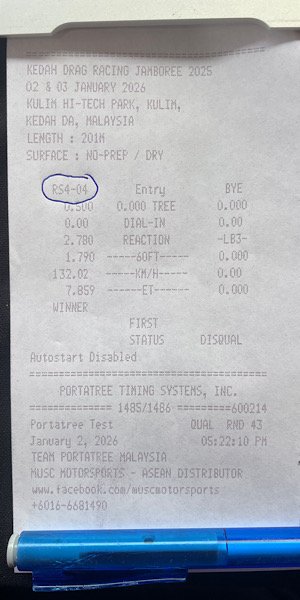 =====================================
KEDAH DRAG RACING JAMBOREE 2025
02 & 03 JANUARY 2026
KULIM HI-TECH PARK, KULIM,
KEDAH DA, MALAYSIA
LENGTH : 201M
SURFACE : NO-PREP / DRY
RS4-04 Entry BYE
0.500 0.000 TREE 0.000
0.00 DIAL-IN 0.00
2.780 REACTION -LB3-
1.790 -----60FT----- 0.000
132.02 -----KM/H----- 0.00
7.859 ------ET------ 0.000
WINNER
FIRST
STATUS DISQUAL
Autostart Disabled
=====================================
PORTATREE TIMING SYSTEMS, INC.
============= 1485/1486 =========600214
Portatree Test QUAL RND 43
January 2, 2026 05:22:10 PM
TEAM PORTATREE MALAYSIA
MUSC MOTORSPORTS - ASEAN DISTRIBUTOR
www.facebook.com/muscmotorsports
+6016-6681490